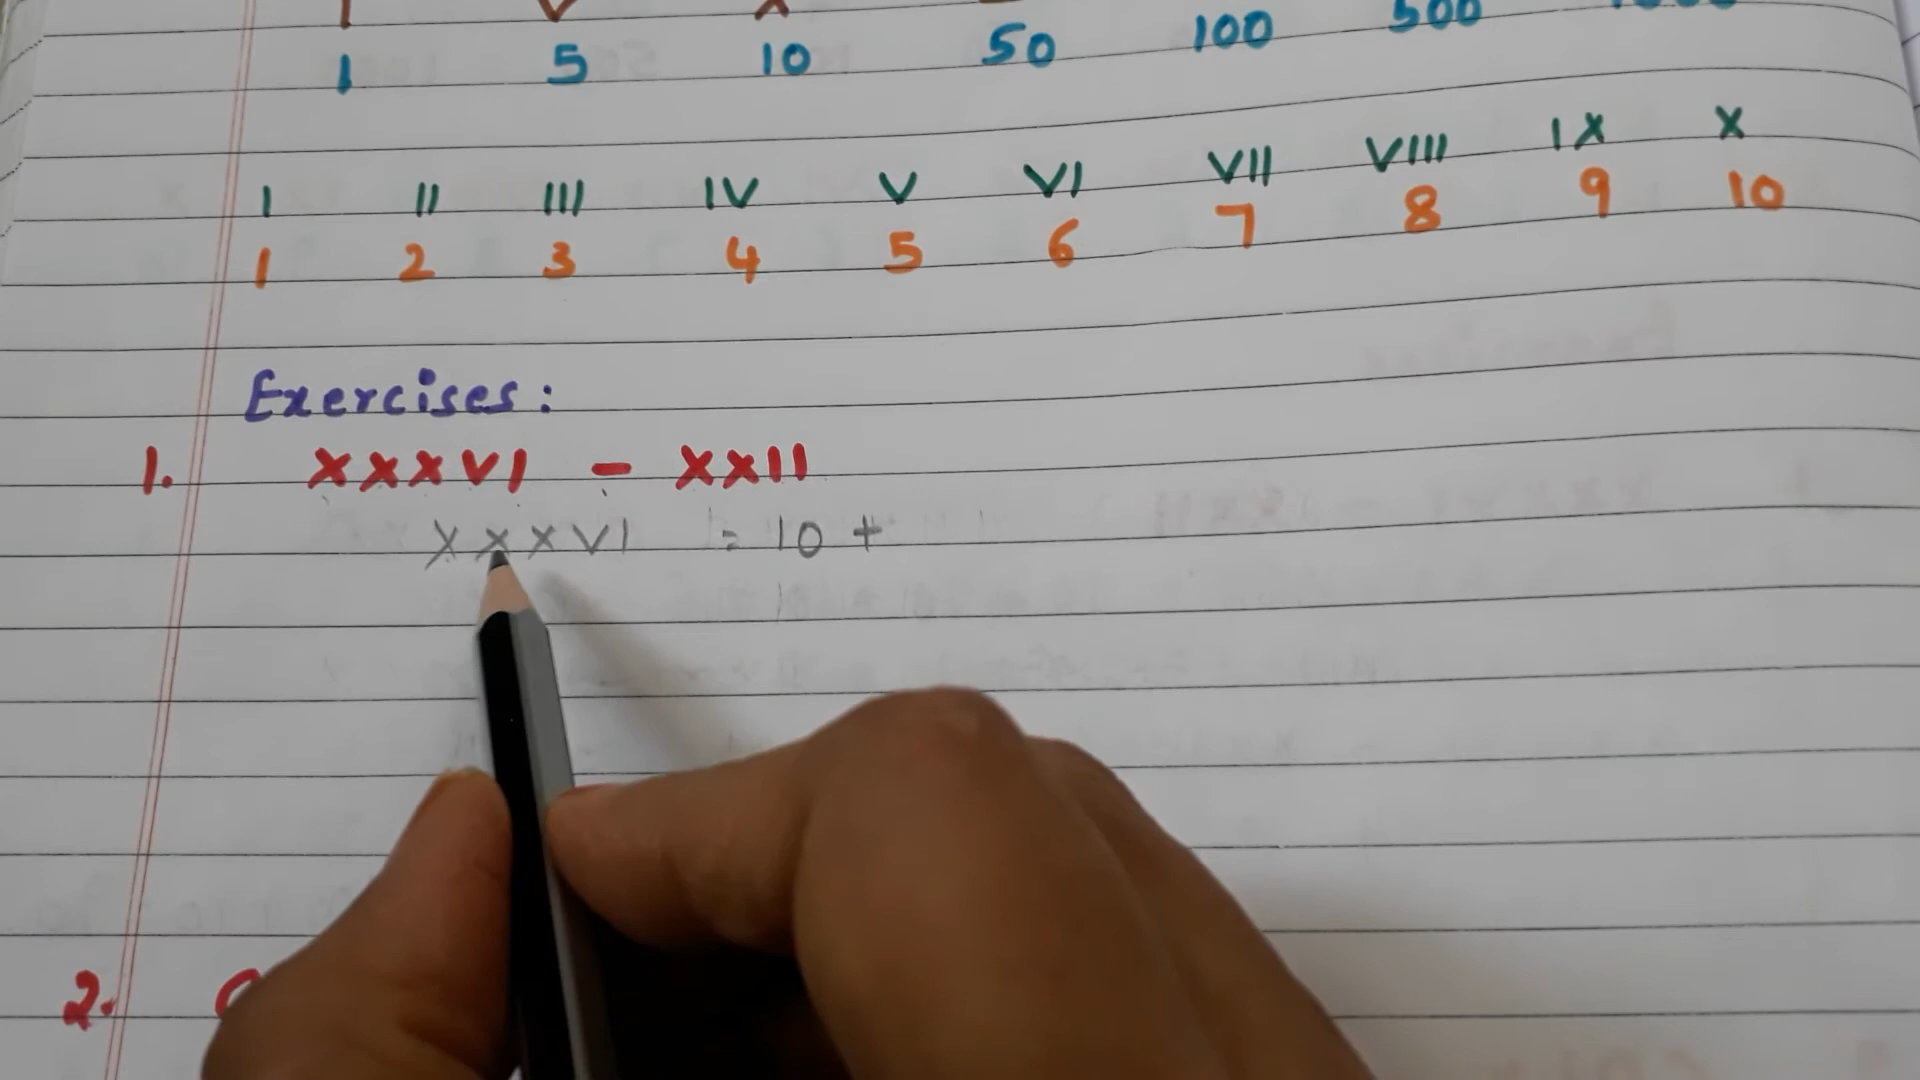 1 5 10 50 100 500
I II III IV V VI VII VIII IX X
1 2 3 4 5 6 7 8 9 10
Exercises:
1. XXXVI - XXII
XXXVI = 10 +
2.